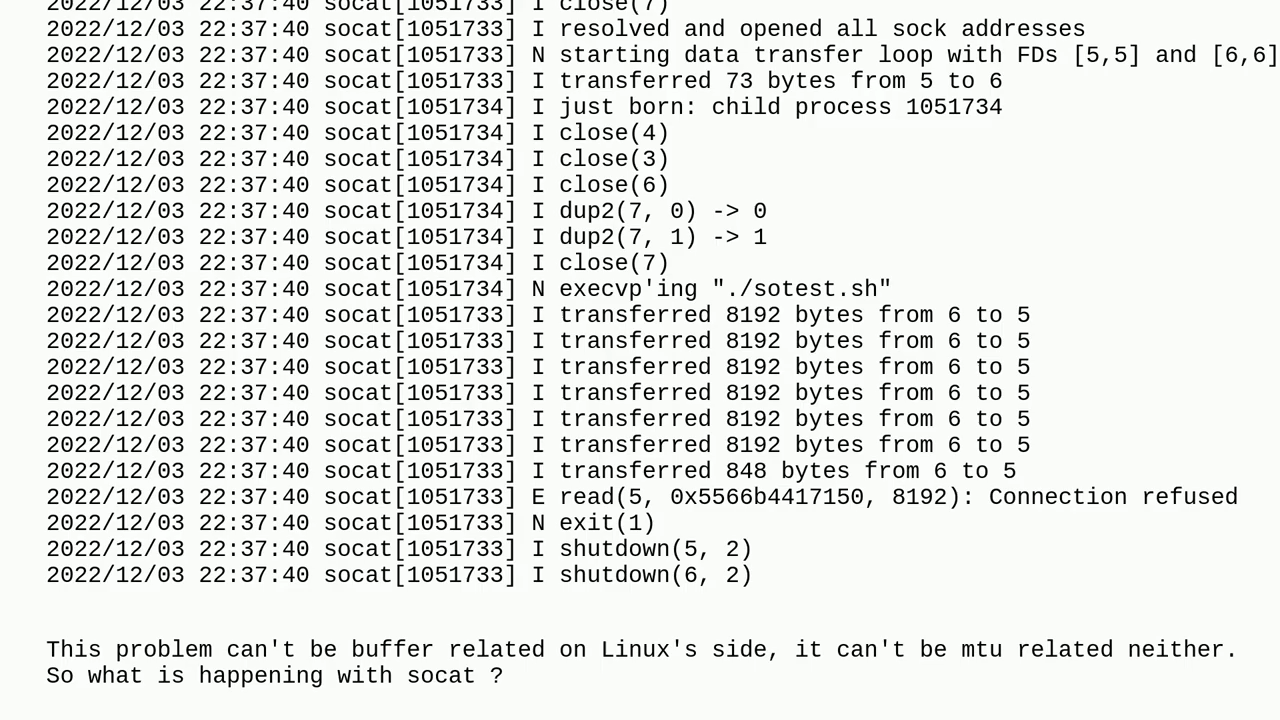 2022/12/03 22:37:40 socat[1051733] I close(7)
2022/12/03 22:37:40 socat[1051733] I resolved and opened all sock addresses
2022/12/03 22:37:40 socat[1051733] N starting data transfer loop with FDs [5,5] and [6,6]
2022/12/03 22:37:40 socat[1051733] I transferred 73 bytes from 5 to 6
2022/12/03 22:37:40 socat[1051734] I just born: child process 1051734
2022/12/03 22:37:40 socat[1051734] I close(4)
2022/12/03 22:37:40 socat[1051734] I close(3)
2022/12/03 22:37:40 socat[1051734] I close(6)
2022/12/03 22:37:40 socat[1051734] I dup2(7, 0) -> 0
2022/12/03 22:37:40 socat[1051734] I dup2(7, 1) -> 1
2022/12/03 22:37:40 socat[1051734] I close(7)
2022/12/03 22:37:40 socat[1051734] N execvp'ing "./sotest.sh"
2022/12/03 22:37:40 socat[1051733] I transferred 8192 bytes from 6 to 5
2022/12/03 22:37:40 socat[1051733] I transferred 8192 bytes from 6 to 5
2022/12/03 22:37:40 socat[1051733] I transferred 8192 bytes from 6 to 5
2022/12/03 22:37:40 socat[1051733] I transferred 8192 bytes from 6 to 5
2022/12/03 22:37:40 socat[1051733] I transferred 8192 bytes from 6 to 5
2022/12/03 22:37:40 socat[1051733] I transferred 8192 bytes from 6 to 5
2022/12/03 22:37:40 socat[1051733] I transferred 848 bytes from 6 to 5
2022/12/03 22:37:40 socat[1051733] E read(5, 0x5566b4417150, 8192): Connection refused
2022/12/03 22:37:40 socat[1051733] N exit(1)
2022/12/03 22:37:40 socat[1051733] I shutdown(5, 2)
2022/12/03 22:37:40 socat[1051733] I shutdown(6, 2)
This problem can't be buffer related on Linux's side, it can't be mtu related neither.
So what is happening with socat ?